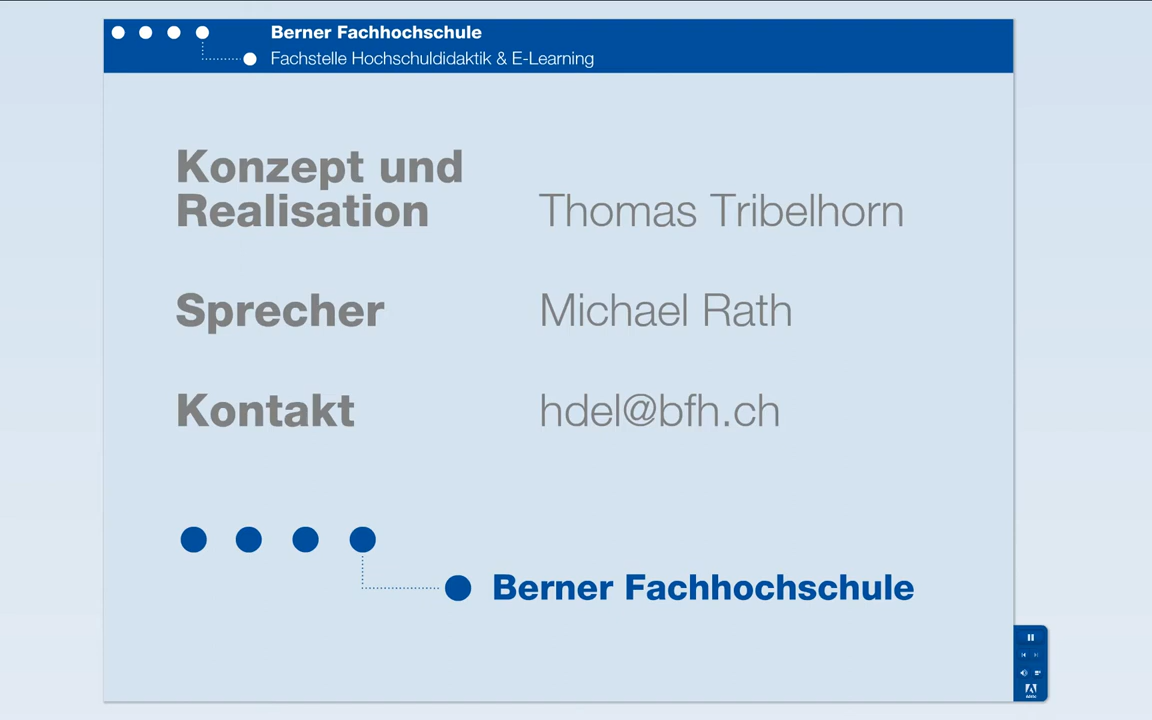 Berner Fachhochschule
Fachstelle Hochschuldidaktik & E-Learning
Konzept und
Realisation Thomas Tribelhorn
Sprecher Michael Rath
Kontakt hdel@bfh.ch
Berner Fachhochschule